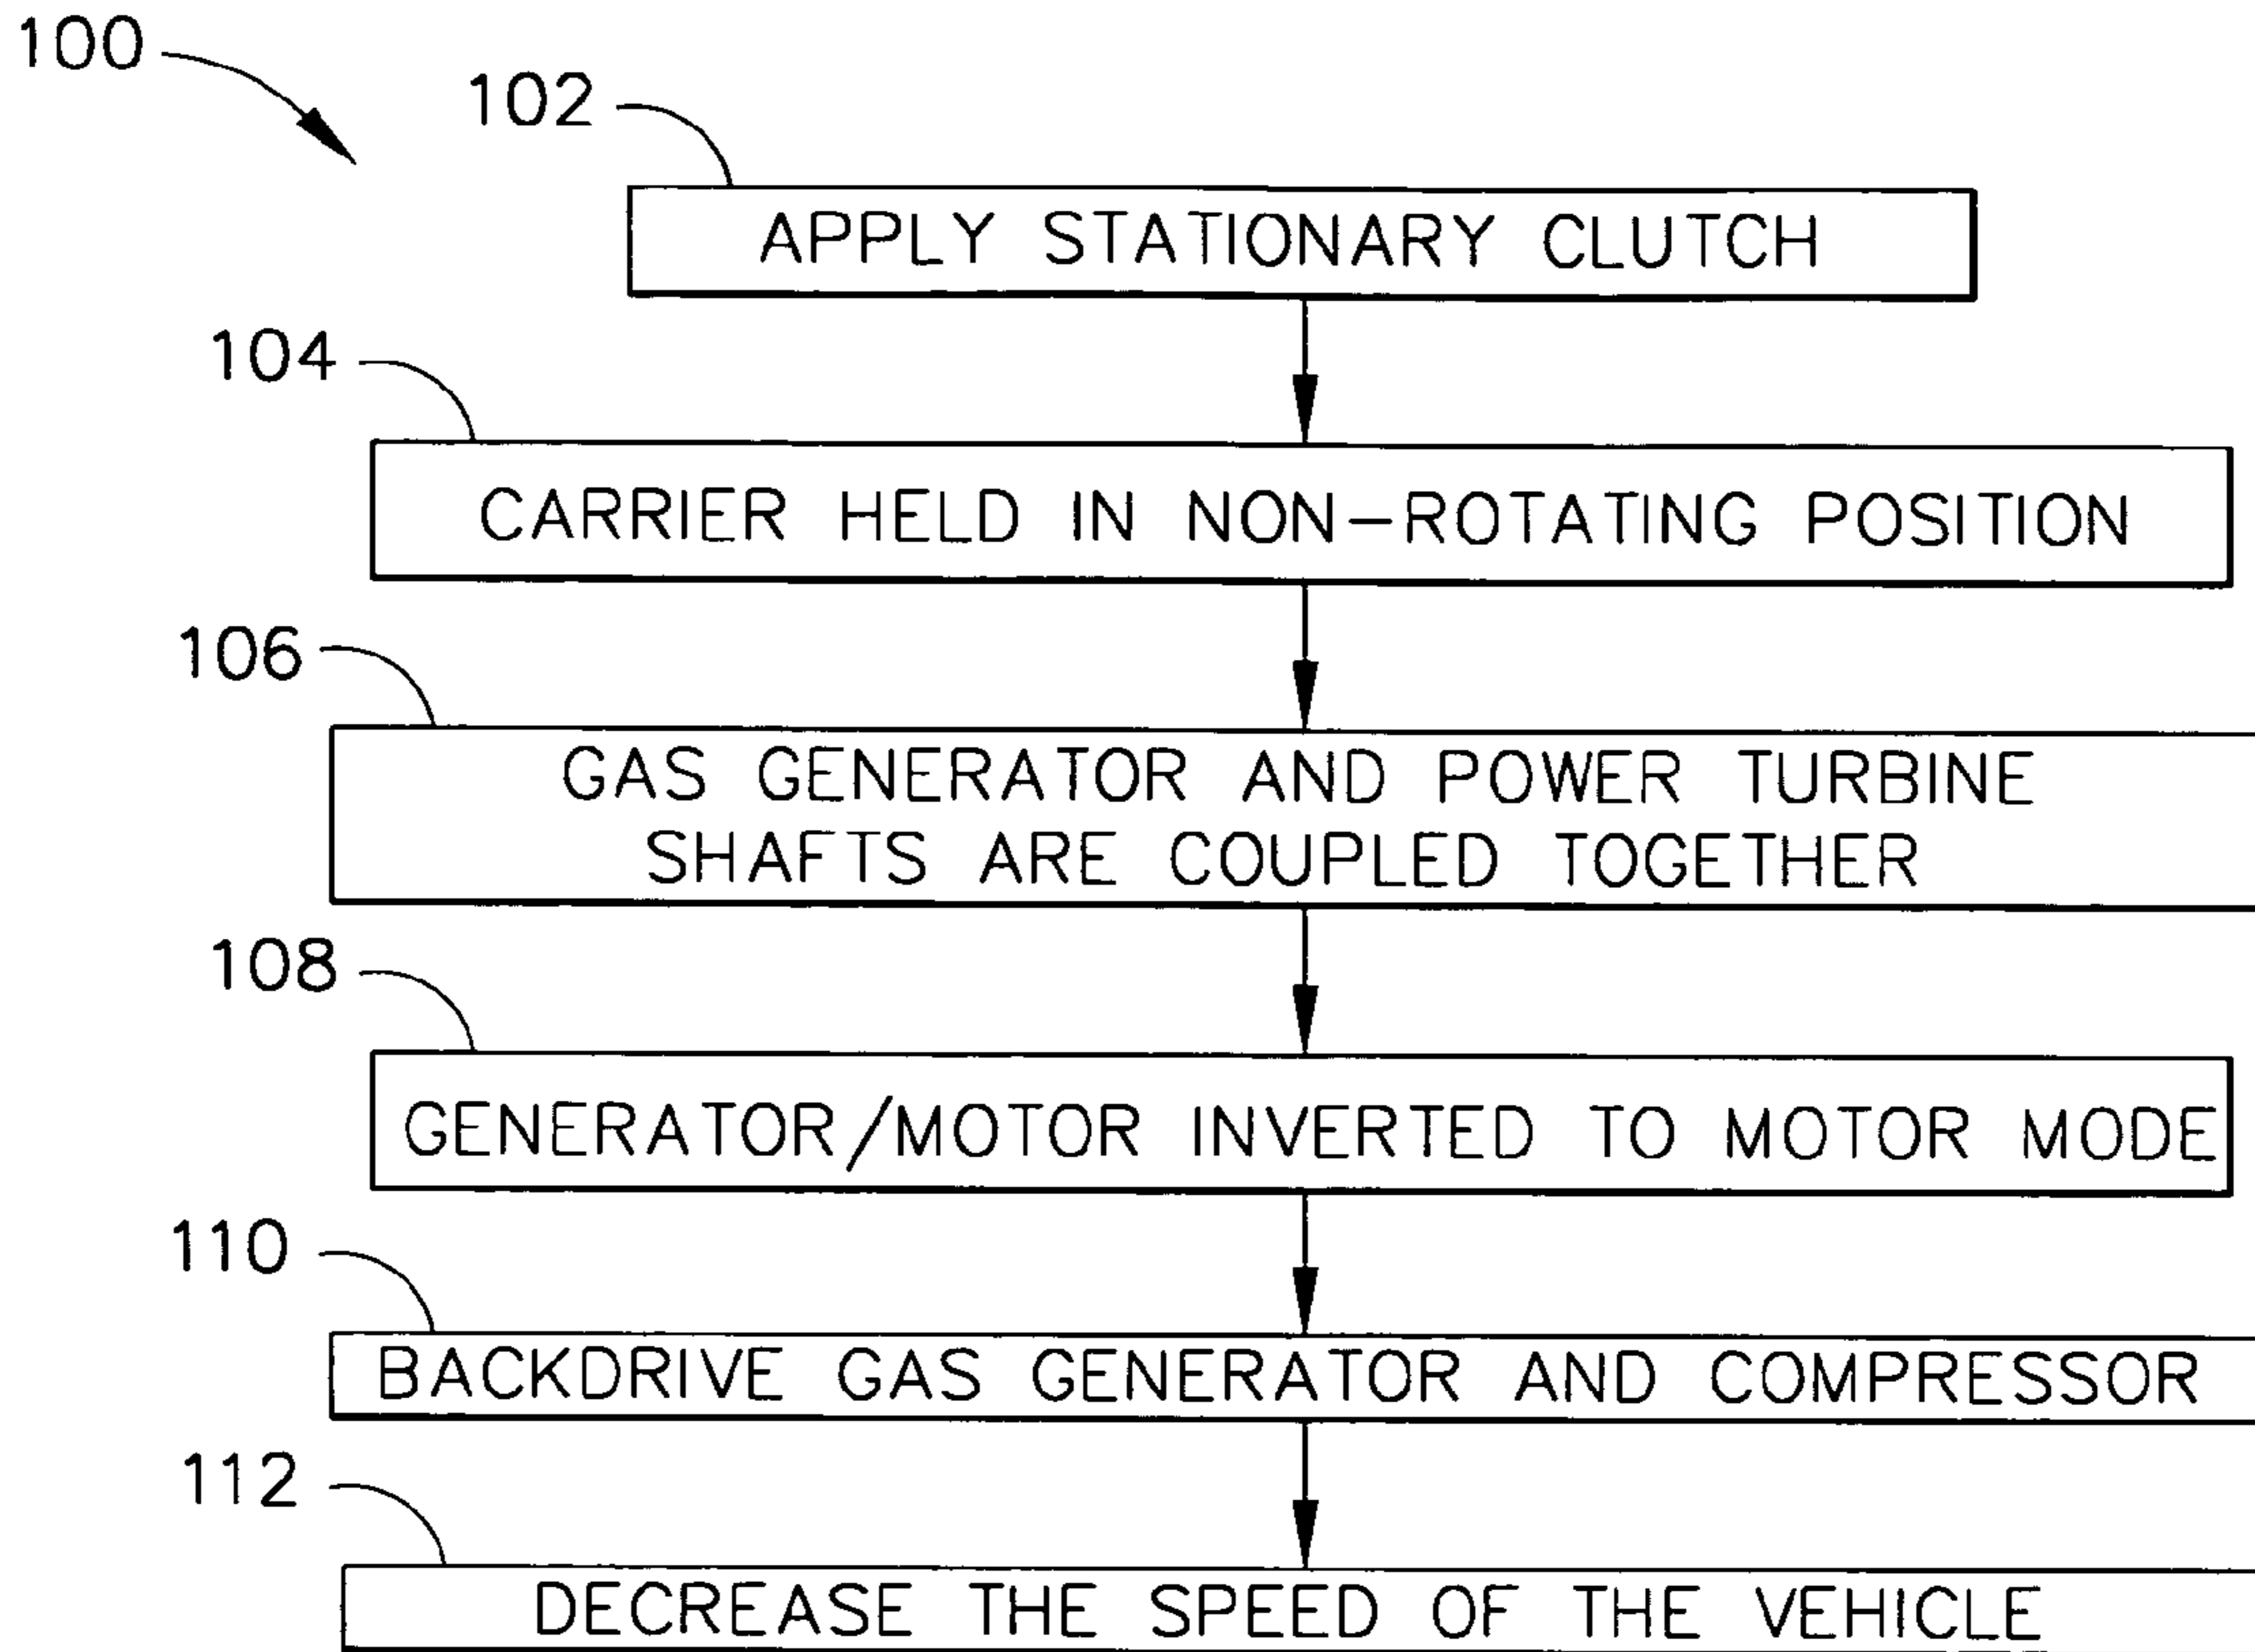 100
102
APPLY STATIONARY CLUTCH
104
CARRIER HELD IN NON-ROTATING POSITION
106
GAS GENERATOR AND POWER TURBINE
SHAFTS ARE COUPLED TOGETHER
108
GENERATOR/MOTOR INVERTED TO MOTOR MODE
110
BACKDRIVE GAS GENERATOR AND COMPRESSOR
112
DECREASE THE SPEED OF THE VEHICLE